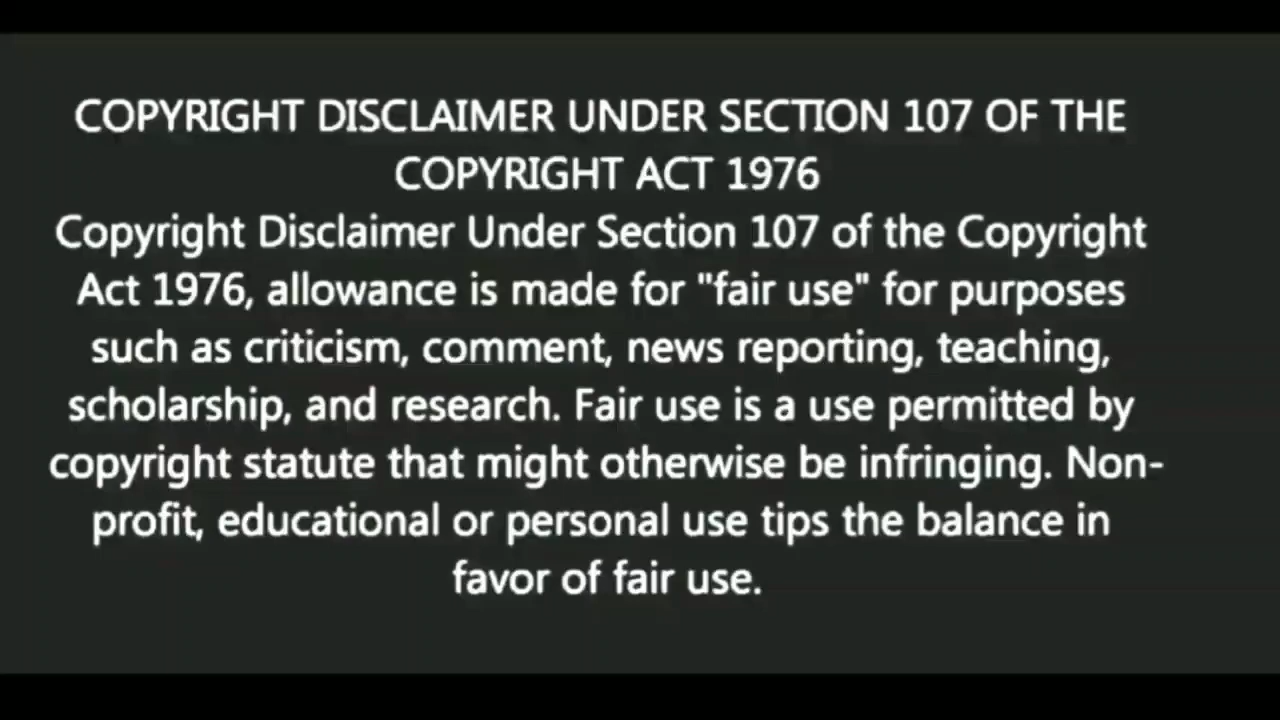 COPYRIGHT DISCLAIMER UNDER SECTION 107 OF THE
COPYRIGHT ACT 1976
Copyright Disclaimer Under Section 107 of the Copyright
Act 1976, allowance is made for "fair use" for purposes
such as criticism, comment, news reporting, teaching,
scholarship, and research. Fair use is a use permitted by
copyright statute that might otherwise be infringing. Non-
profit, educational or personal use tips the balance in
favor of fair use.